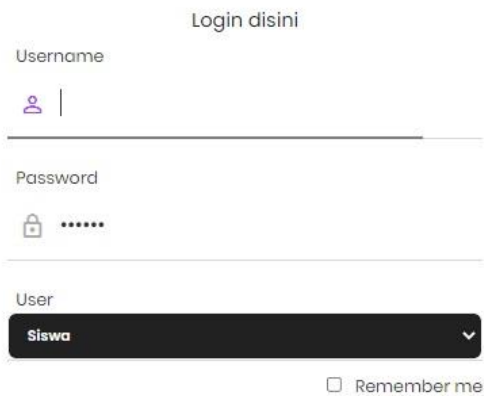 Login disini
Username
Password
••••••
User
Siswa
Remember me